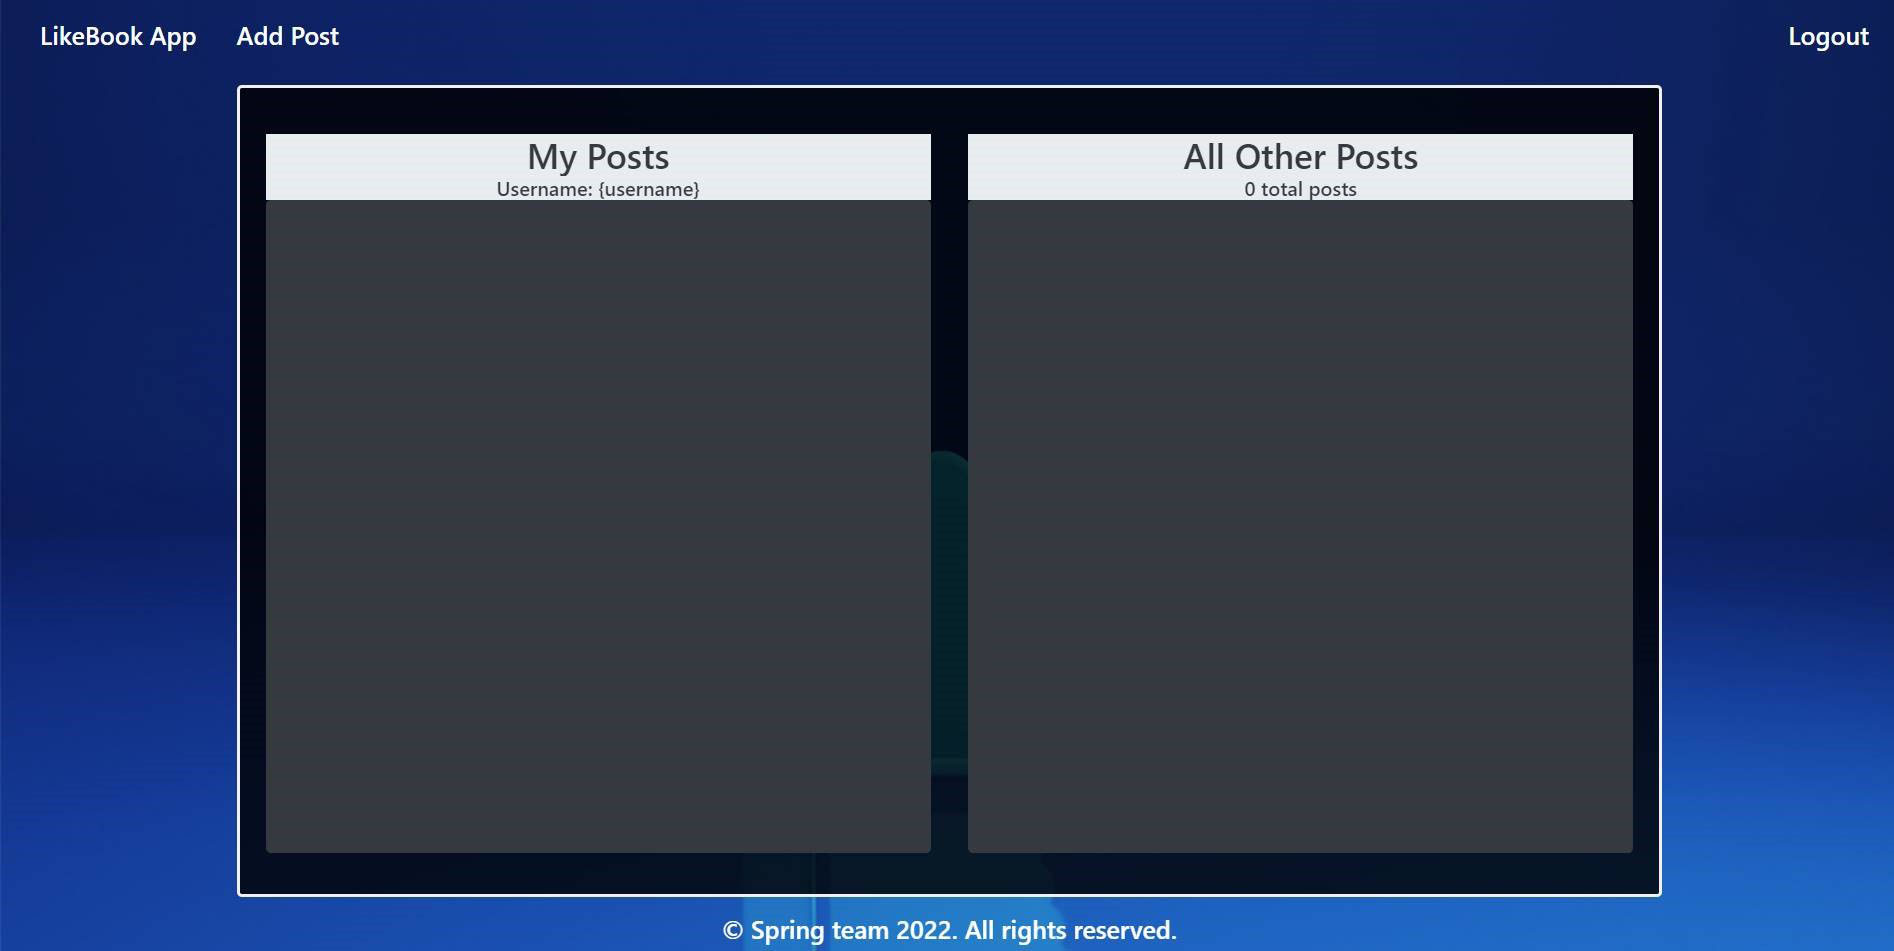 LikeBook App Add Post Logout
My Posts
Username: {username}
All Other Posts
0 total posts
© Spring team 2022. All rights reserved.